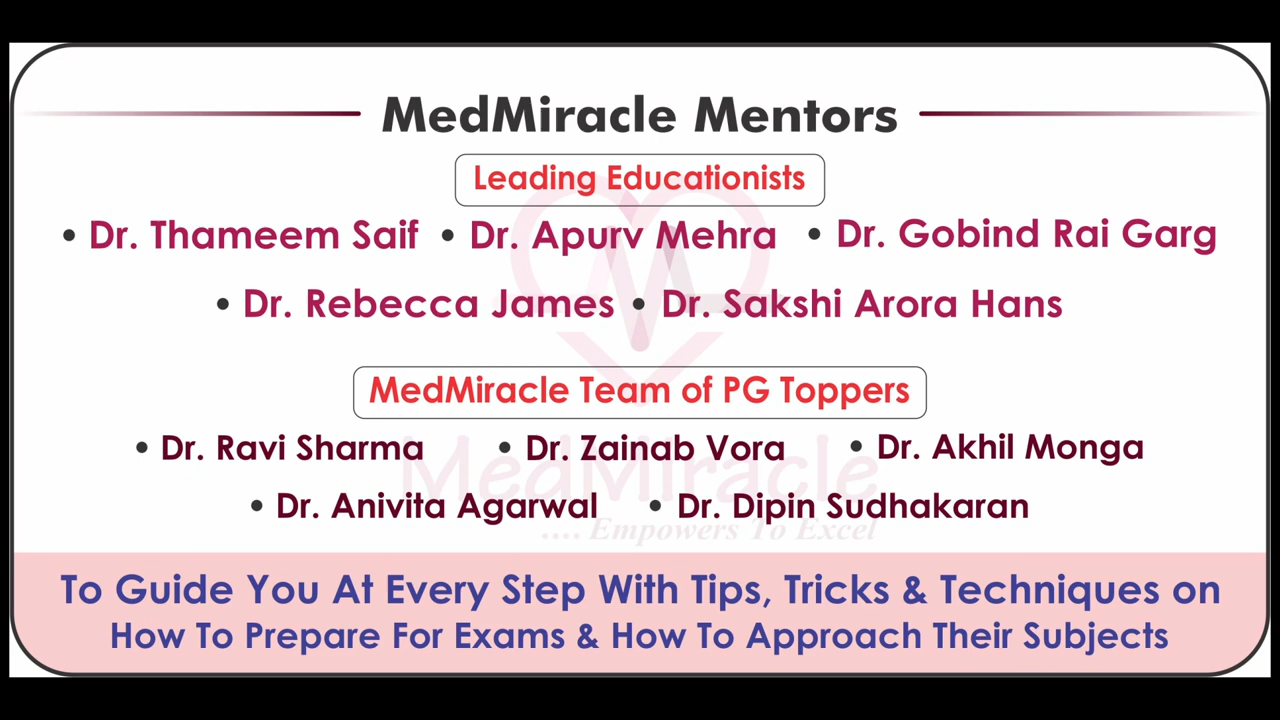 MedMiracle Mentors
Leading Educationists
• Dr. Thameem Saif • Dr. Apurv Mehra • Dr. Gobind Rai Garg
• Dr. Rebecca James • Dr. Sakshi Arora Hans
MedMiracle Team of PG Toppers
• Dr. Ravi Sharma • Dr. Zainab Vora • Dr. Akhil Monga
MedMiracle
• Dr. Anivita Agarwal • Dr. Dipin Sudhakaran
.... Empowers To Excel
To Guide You At Every Step With Tips, Tricks & Techniques on
How To Prepare For Exams & How To Approach Their Subjects